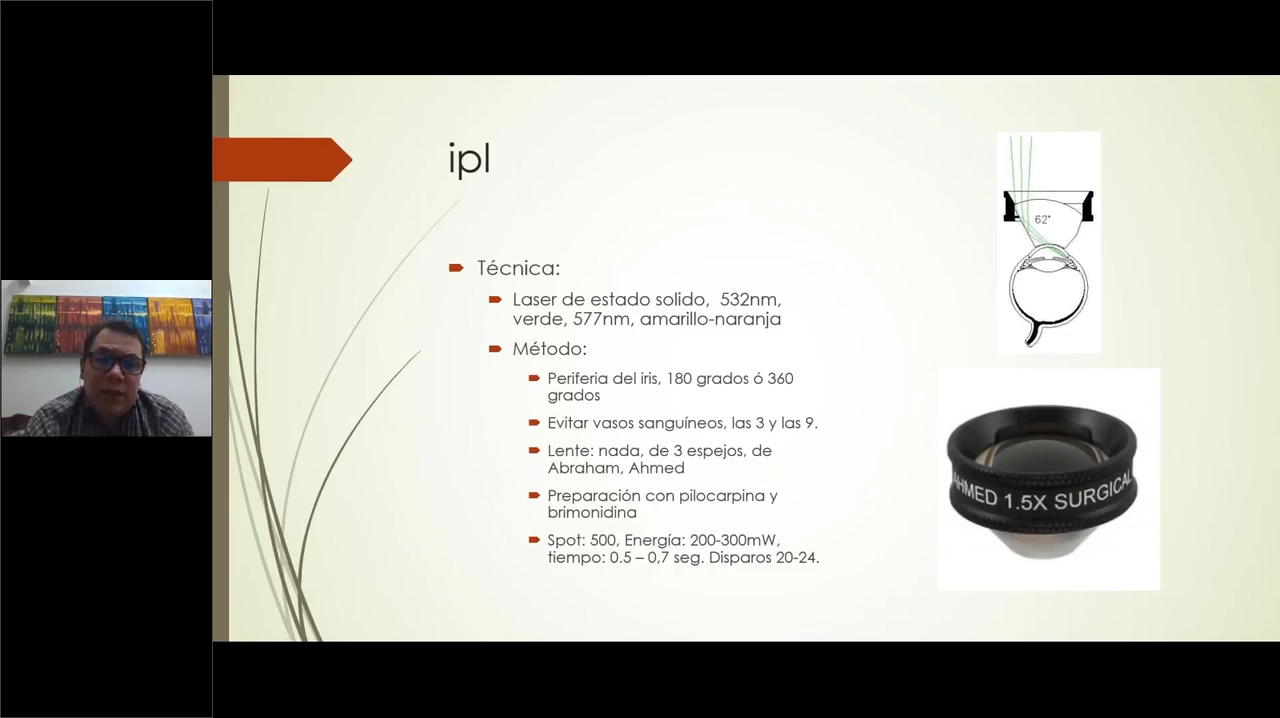 ipl
Técnica:
Laser de estado solido, 532nm,
verde, 577nm, amarillo-naranja
Método:
Periferia del iris, 180 grados ó 360
grados
Evitar vasos sanguíneos, las 3 y las 9.
Lente: nada, de 3 espejos, de
Abraham, Ahmed
Preparación con pilocarpina y
brimonidina
Spot: 500, Energía: 200-300mW,
tiempo: 0.5 – 0,7 seg. Disparos 20-24.
62°
AHMED 1.5X SURGICAL